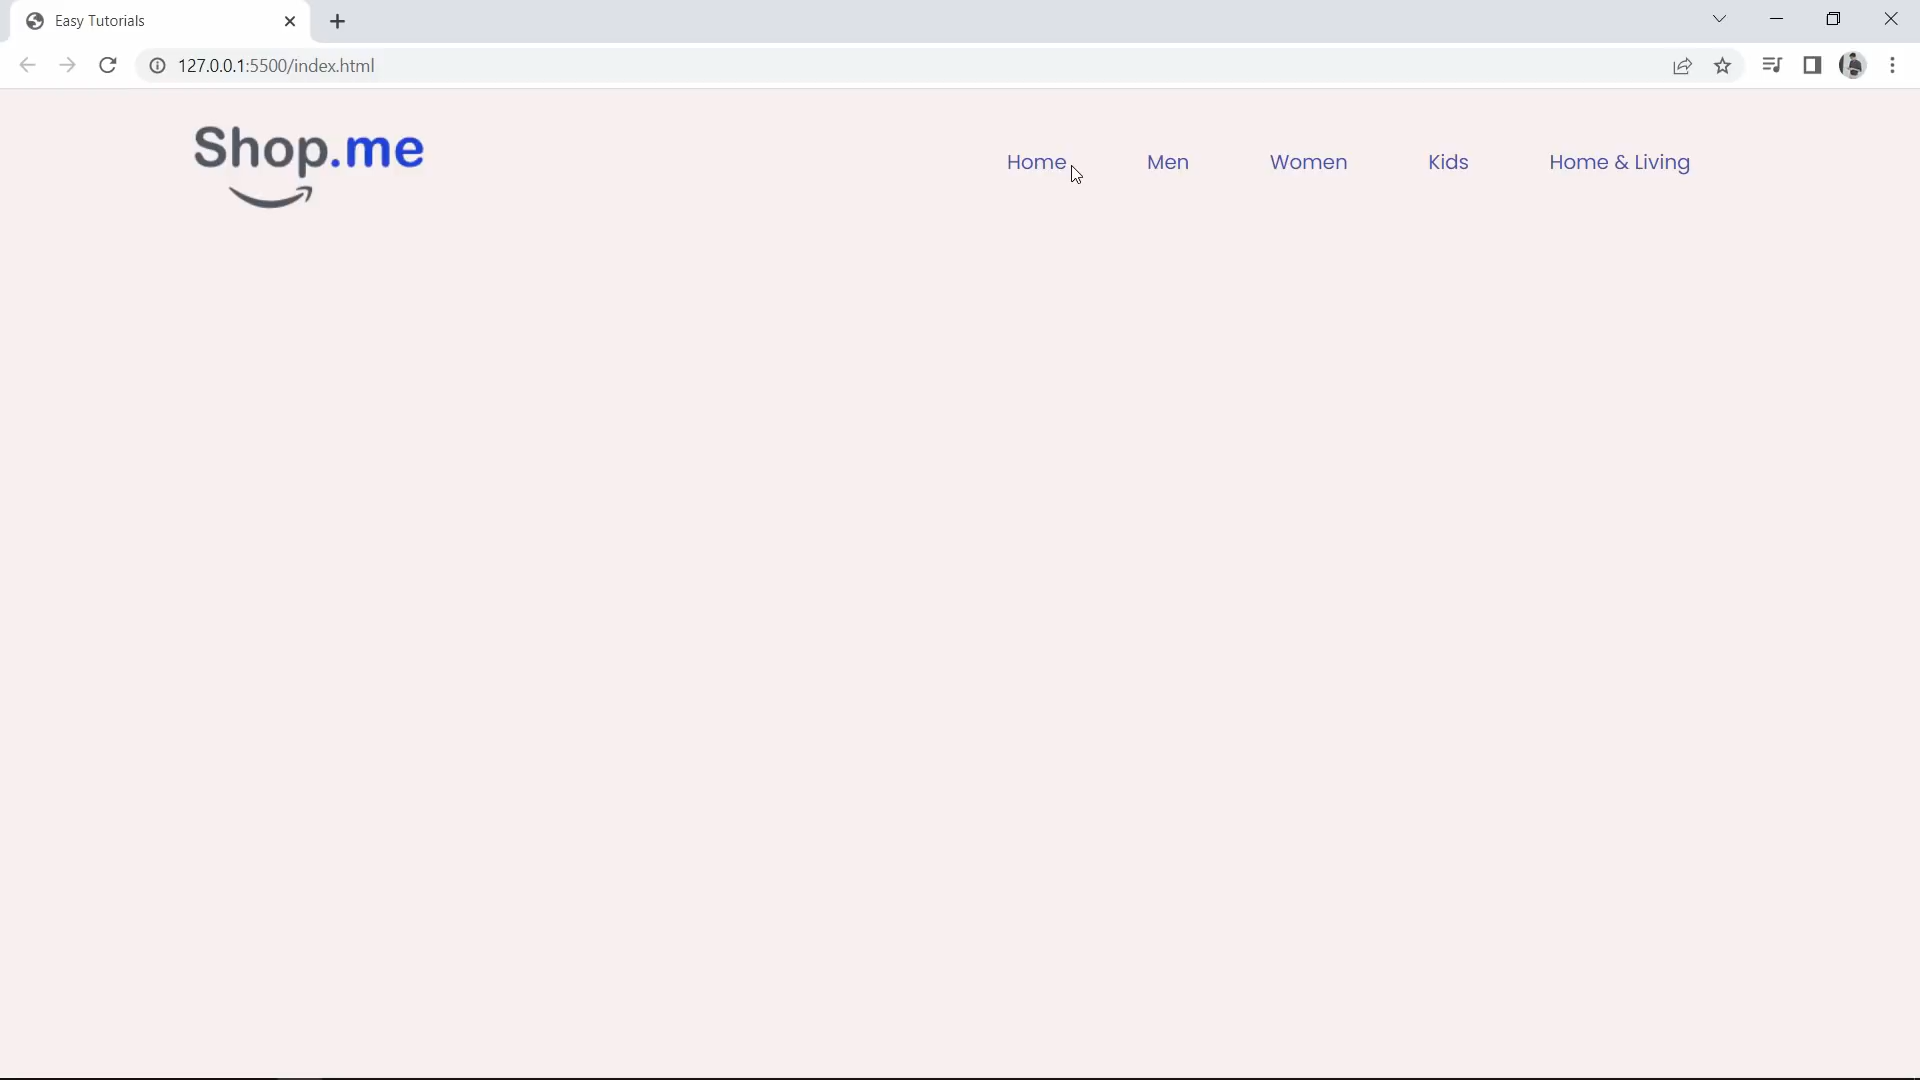 Easy Tutorials
127.0.0.1:5500/index.html
Shop.me
Home Men Women Kids Home & Living